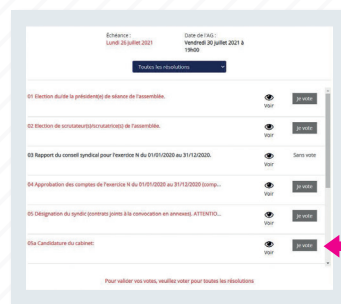 Échéance :
Lundi 26 juillet 2021
Date de l'AG :
Vendredi 30 juillet 2021 à
19h00
Toutes les résolutions
01 Election du/de la président(e) de séance de l'assemblée.
Voir
Je vote
02 Election de scrutateur(s)/scrutatrice(s) de l'assemblée.
Voir
Je vote
03 Rapport du conseil syndical pour l'exercice N du 01/01/2020 au 31/12/2020.
Voir
Sans vote
04 Approbation des comptes de l'exercice N du 01/01/2020 au 31/12/2020 (comp...
Voir
Je vote
05 Désignation du syndic (contrats joints à la convocation en annexes). ATTENTIO...
Voir
Je vote
05a Candidature du cabinet:
Voir
Je vote
Pour valider vos votes, veuillez voter pour toutes les résolutions